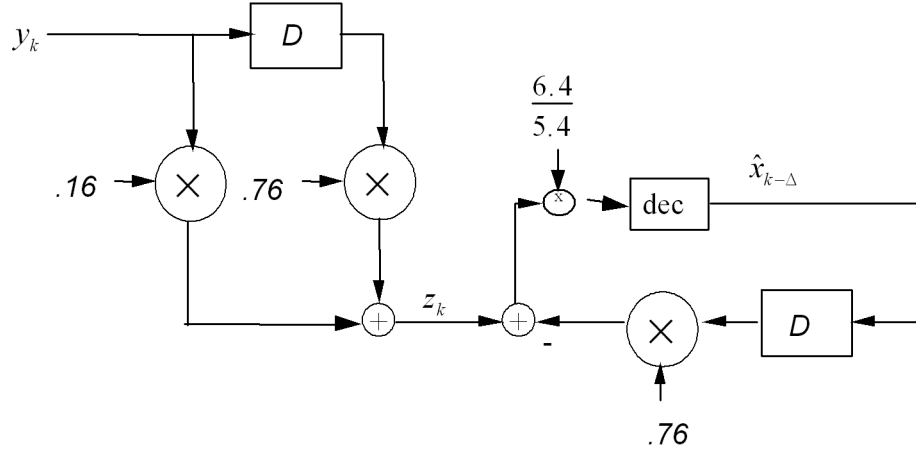 y_k
D
6.4
5.4
.16
×
.76
×
x
dec
x̂_{k−Δ}
+
z_k
+
-
×
D
.76